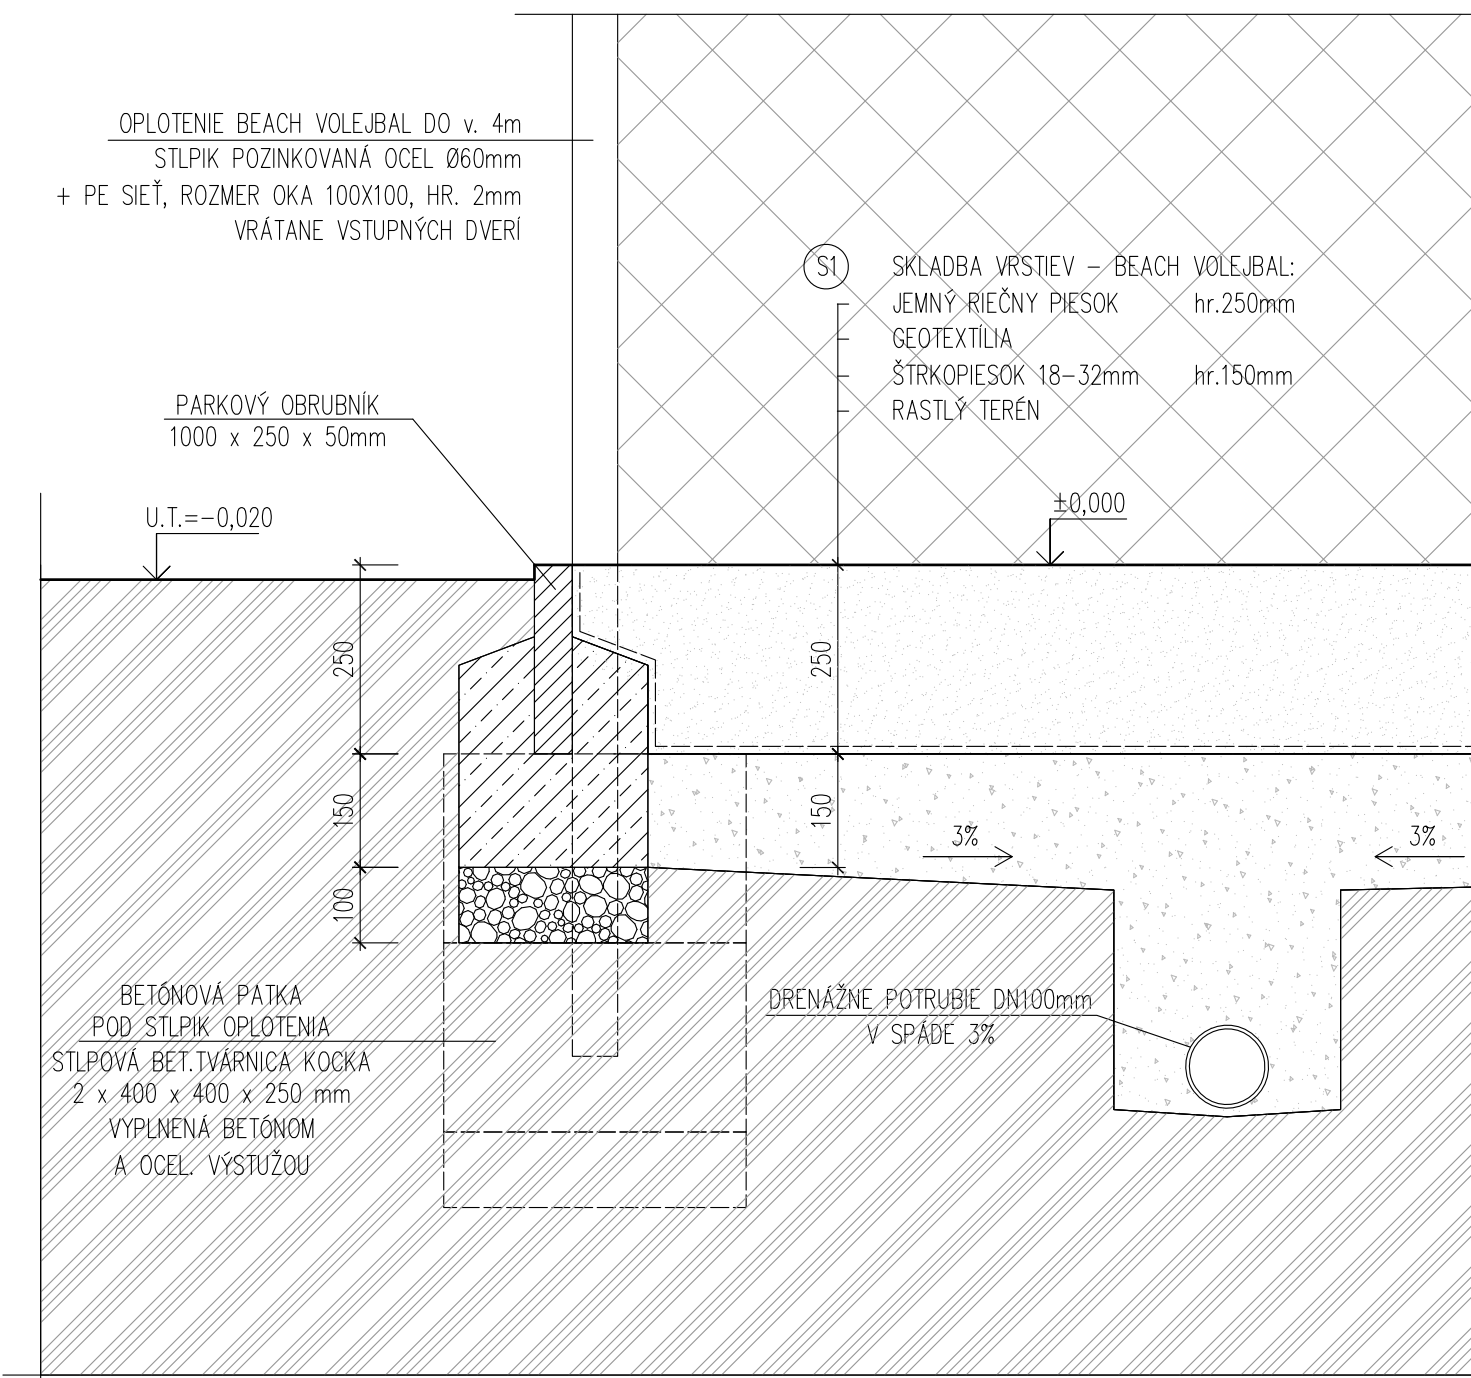 OPLOTENIE BEACH VOLEJBAL DO v. 4m
STLPIK POZINKOVANÁ OCEL Ø60mm
+ PE SIEŤ, ROZMER OKA 100X100, HR. 2mm
VRÁTANE VSTUPNÝCH DVERÍ
S1 SKLADBA VRSTIEV – BEACH VOLEJBAL:
JEMNÝ RIEČNY PIESOK hr.250mm
GEOTEXTÍLIA
ŠTRKOPIESOK 18–32mm hr.150mm
RASTLÝ TERÉN
PARKOVÝ OBRUBNÍK
1000 x 250 x 50mm
U.T.=–0,020
±0,000
250
250
150
150
3%
3%
100
BETÓNOVÁ PATKA
POD STLPIK OPLOTENIA
STLPOVÁ BET.TVÁRNICA KOCKA
2 x 400 x 400 x 250 mm
VYPLNENÁ BETÓNOM
A OCEL. VÝSTUŽOU
DRENÁŽNE POTRUBIE DN100mm
V SPÁDE 3%